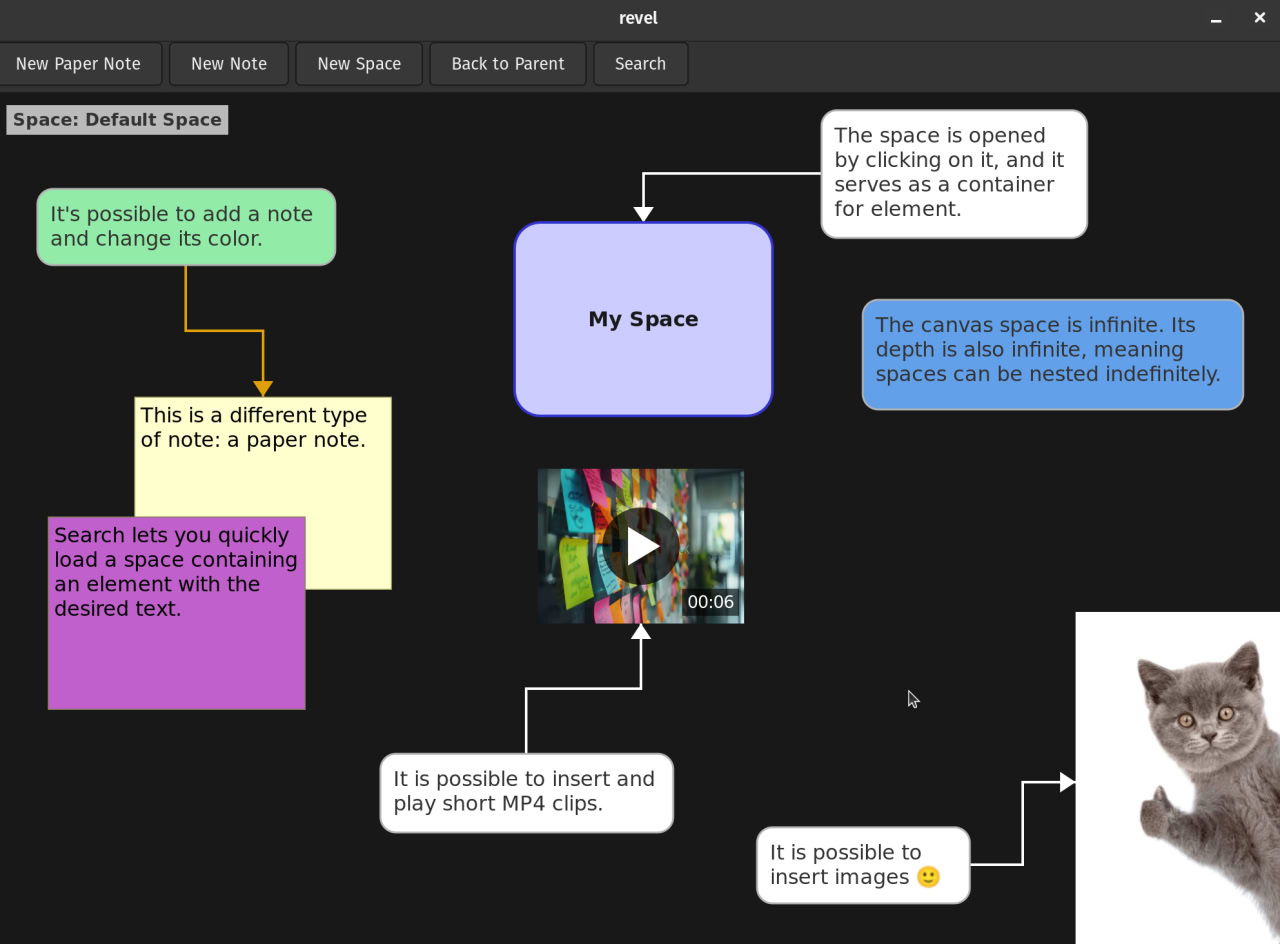 revel
New Paper Note
New Note
New Space
Back to Parent
Search
Space: Default Space
The space is opened
by clicking on it, and it
serves as a container
for element.
It's possible to add a note
and change its color.
My Space
The canvas space is infinite. Its
depth is also infinite, meaning
spaces can be nested indefinitely.
This is a different type
of note: a paper note.
Search lets you quickly
load a space containing
an element with the
desired text.
00:06
It is possible to insert and
play short MP4 clips.
It is possible to
insert images 🙂